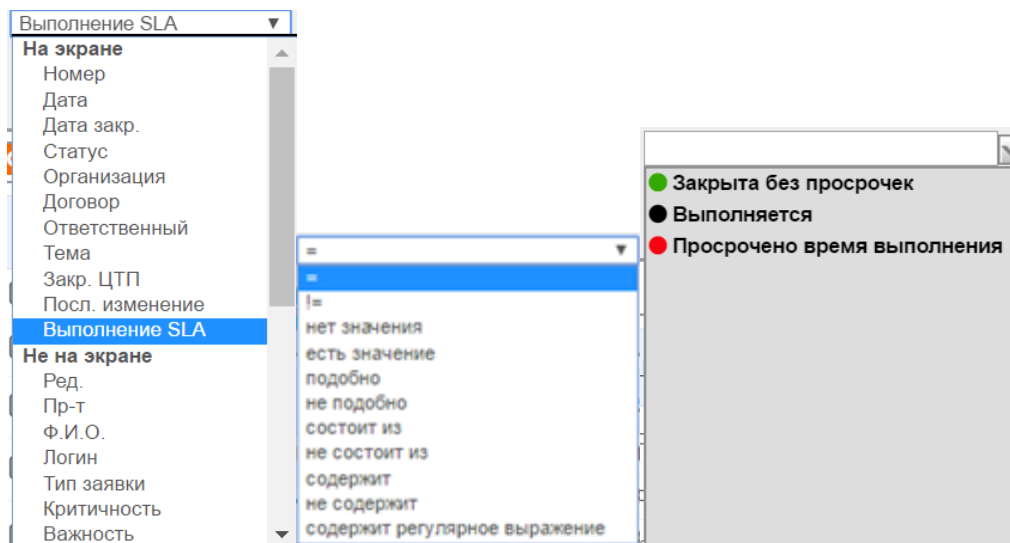 Выполнение SLA
На экране
Номер
Дата
Дата закр.
Статус
Организация
Договор
Ответственный
Тема
Закр. ЦТП
Посл. изменение
Выполнение SLA
Не на экране
Ред.
Пр-т
Ф.И.О.
Логин
Тип заявки
Критичность
Важность
=
=
!=
нет значения
есть значение
подобно
не подобно
состоит из
не состоит из
содержит
не содержит
содержит регулярное выражение
Закрыта без просрочек
Выполняется
Просрочено время выполнения